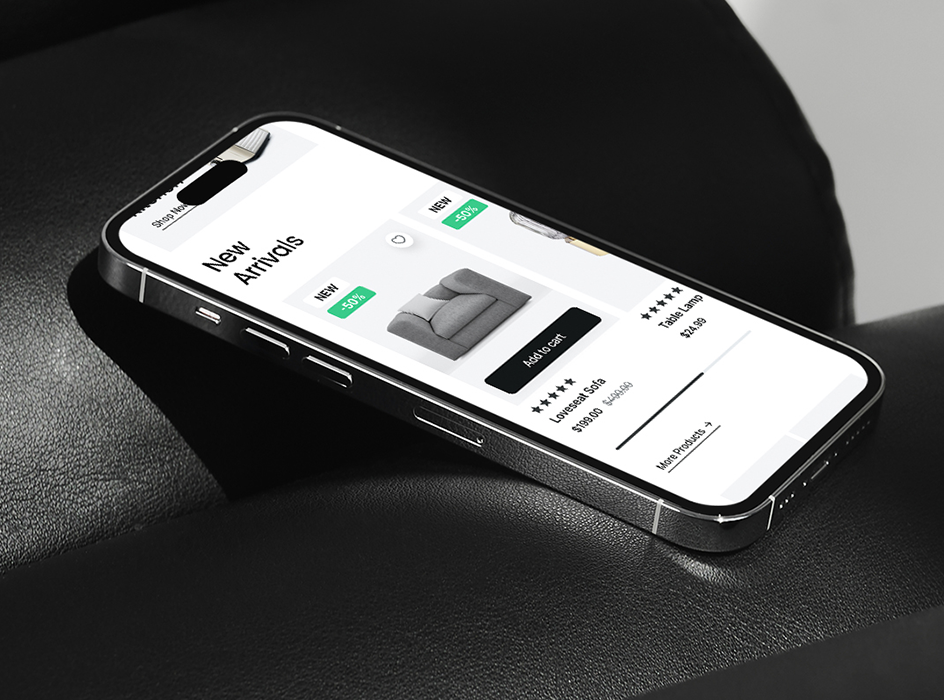 Shop Now
New
Arrivals
NEW
-50%
Add to cart
★★★★★
Loveseat Sofa
$199.00 $400.00
NEW
-50%
★★★★★
Table Lamp
$24.99
More Products →